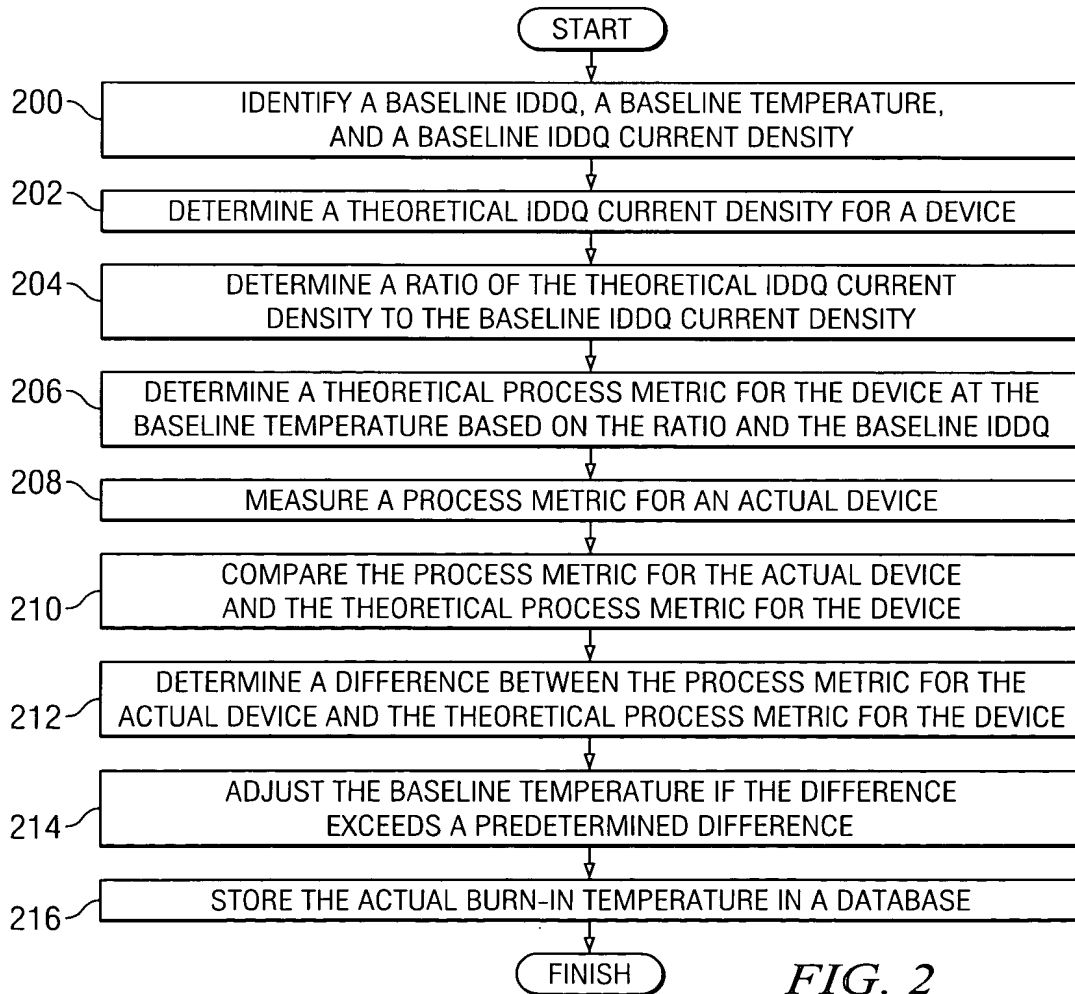 START
200
IDENTIFY A BASELINE IDDQ, A BASELINE TEMPERATURE,
AND A BASELINE IDDQ CURRENT DENSITY
202
DETERMINE A THEORETICAL IDDQ CURRENT DENSITY FOR A DEVICE
204
DETERMINE A RATIO OF THE THEORETICAL IDDQ CURRENT
DENSITY TO THE BASELINE IDDQ CURRENT DENSITY
206
DETERMINE A THEORETICAL PROCESS METRIC FOR THE DEVICE AT THE
BASELINE TEMPERATURE BASED ON THE RATIO AND THE BASELINE IDDQ
208
MEASURE A PROCESS METRIC FOR AN ACTUAL DEVICE
210
COMPARE THE PROCESS METRIC FOR THE ACTUAL DEVICE
AND THE THEORETICAL PROCESS METRIC FOR THE DEVICE
212
DETERMINE A DIFFERENCE BETWEEN THE PROCESS METRIC FOR THE
ACTUAL DEVICE AND THE THEORETICAL PROCESS METRIC FOR THE DEVICE
214
ADJUST THE BASELINE TEMPERATURE IF THE DIFFERENCE
EXCEEDS A PREDETERMINED DIFFERENCE
216
STORE THE ACTUAL BURN-IN TEMPERATURE IN A DATABASE
FINISH
FIG. 2